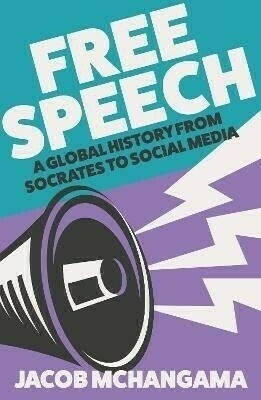 FREE
SPEECH
A GLOBAL HISTORY FROM
SOCRATES TO SOCIAL MEDIA
JACOB MCHANGAMA